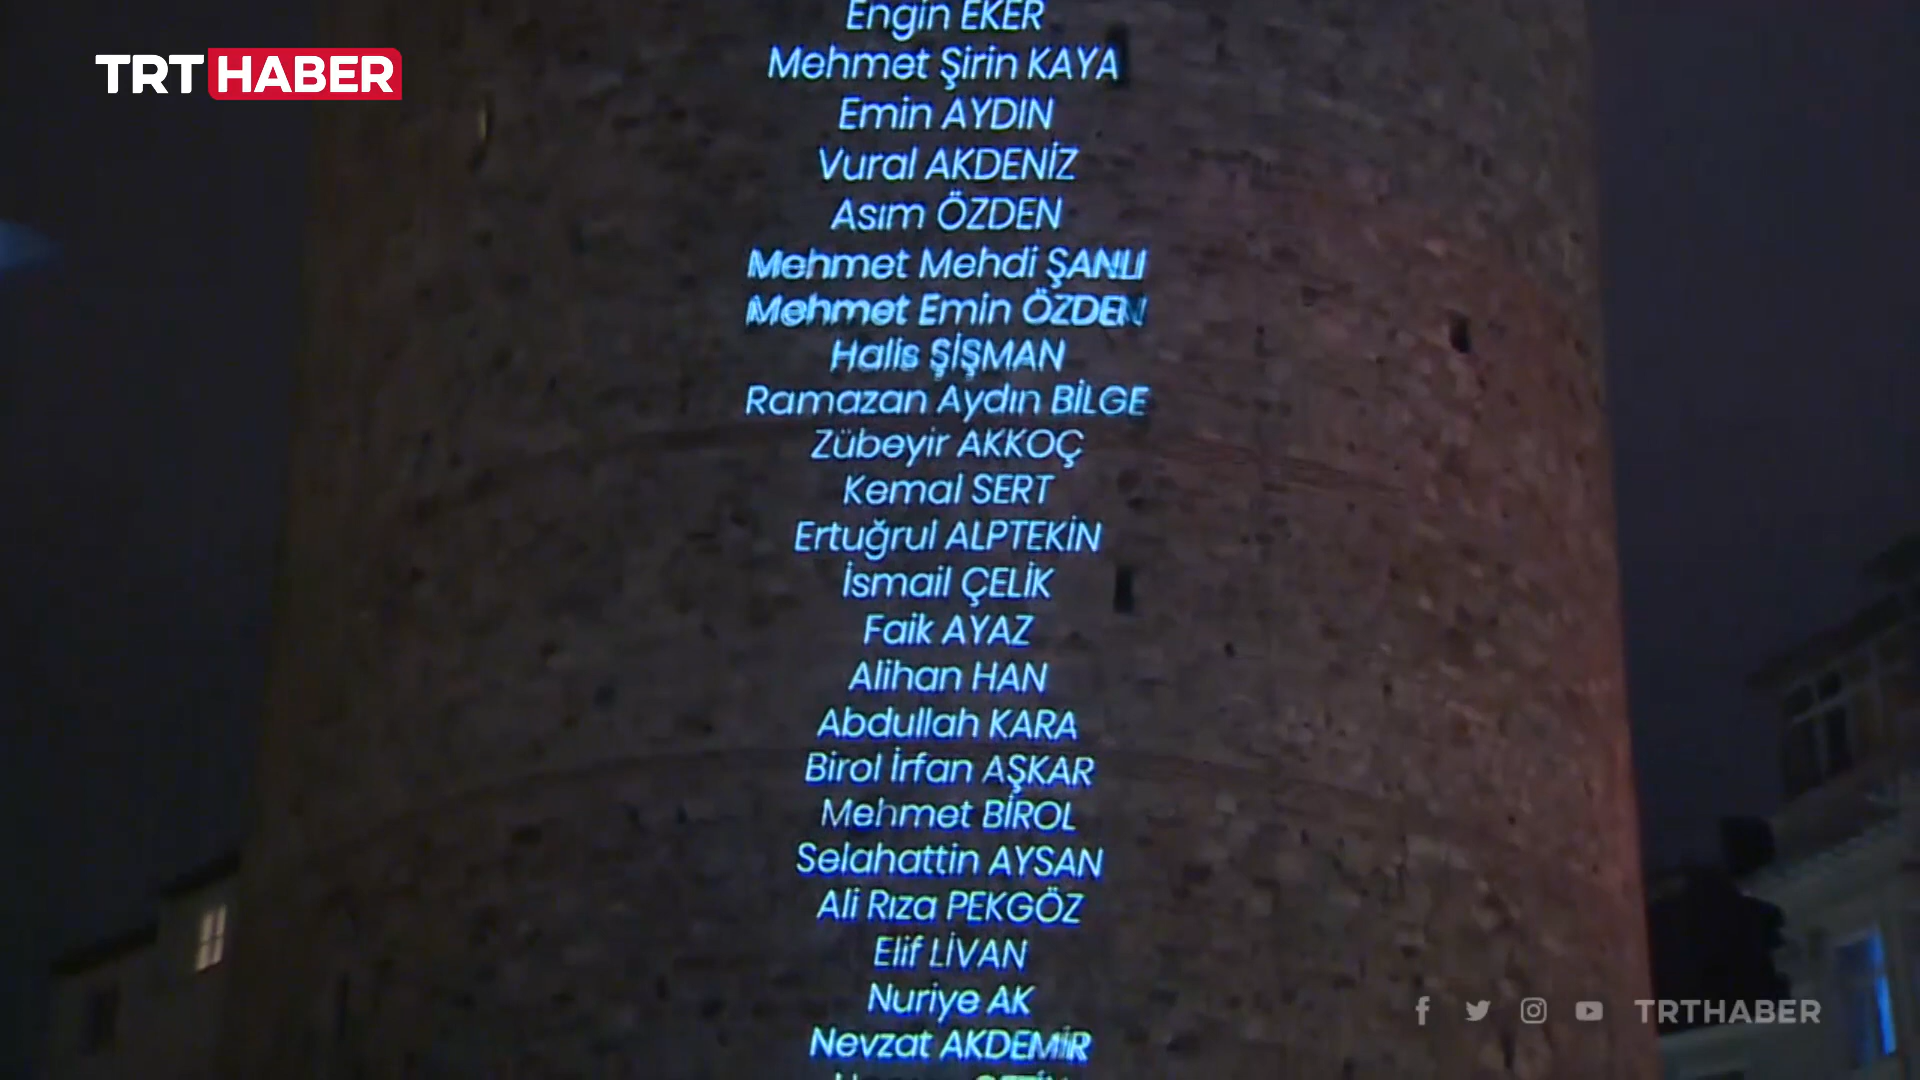 TRT HABER
Engin EKER
Mehmet Şirin KAYA
Emin AYDIN
Vural AKDENİZ
Asım ÖZDEN
Mehmet Mehdi ŞANLI
Mehmet Emin ÖZDEN
Halis ŞİŞMAN
Ramazan Aydın BİLGE
Zübeyir AKKOÇ
Kemal SERT
Ertuğrul ALPTEKİN
İsmail ÇELİK
Faik AYAZ
Alihan HAN
Abdullah KARA
Birol İrfan AŞKAR
Mehmet BİROL
Selahattin AYSAN
Ali Rıza PEKGÖZ
Elif LİVAN
Nuriye AK
Nevzat AKDEMİR
TRTHABER